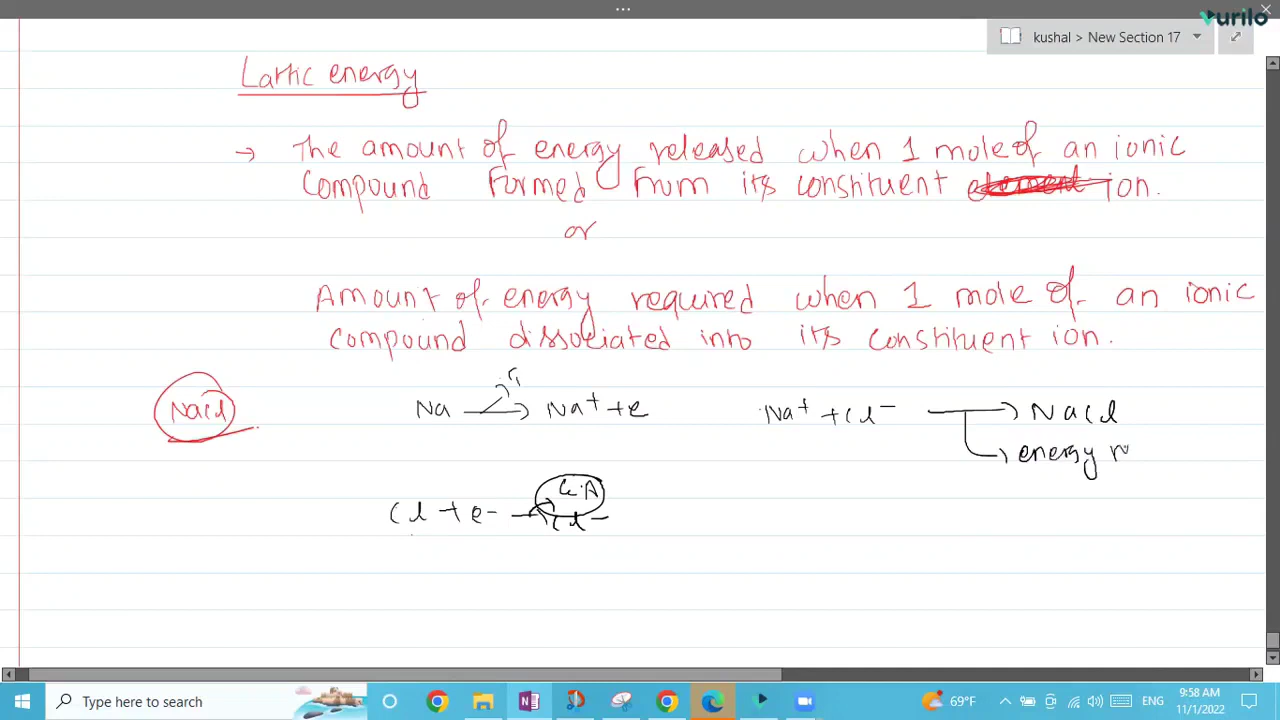 ...
vurilo
kushal > New Section 17
Lattic energy
→ The amount of energy released when 1 mole of an ionic
compound formed from its constituent ion.
or
Amount of energy required when 1 mole of an ionic
compound dissociated into its constituent ion.
NaCl Na → Na+ + e Na+ + Cl− → NaCl
→ energy r
Cl + e− → Cl−
Type here to search
69°F
ENG
9:58 AM
11/1/2022